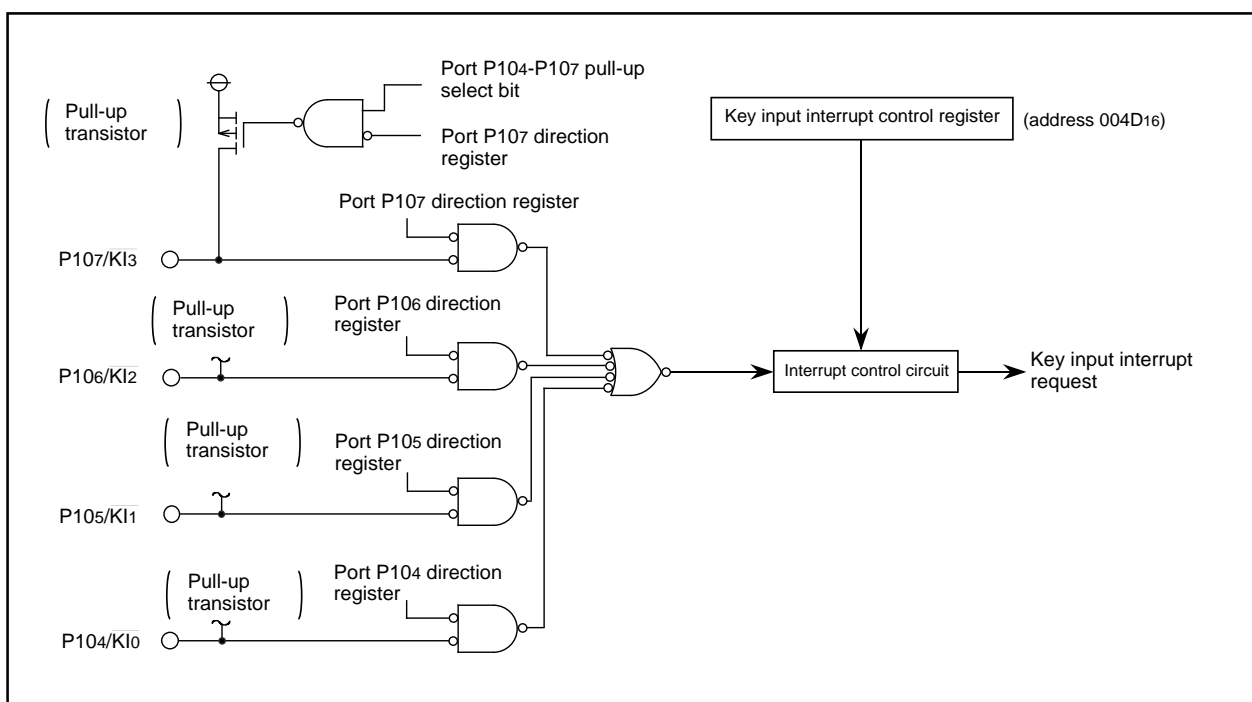 Port P104-P107 pull-up
select bit
Pull-up
transistor
Port P107 direction
register
Key input interrupt control register
(address 004D16)
Port P107 direction register
P107/KI3
Pull-up
transistor
Port P106 direction
register
P106/KI2
Interrupt control circuit
Key input interrupt
request
Pull-up
transistor
Port P105 direction
register
P105/KI1
Pull-up
transistor
Port P104 direction
register
P104/KI0